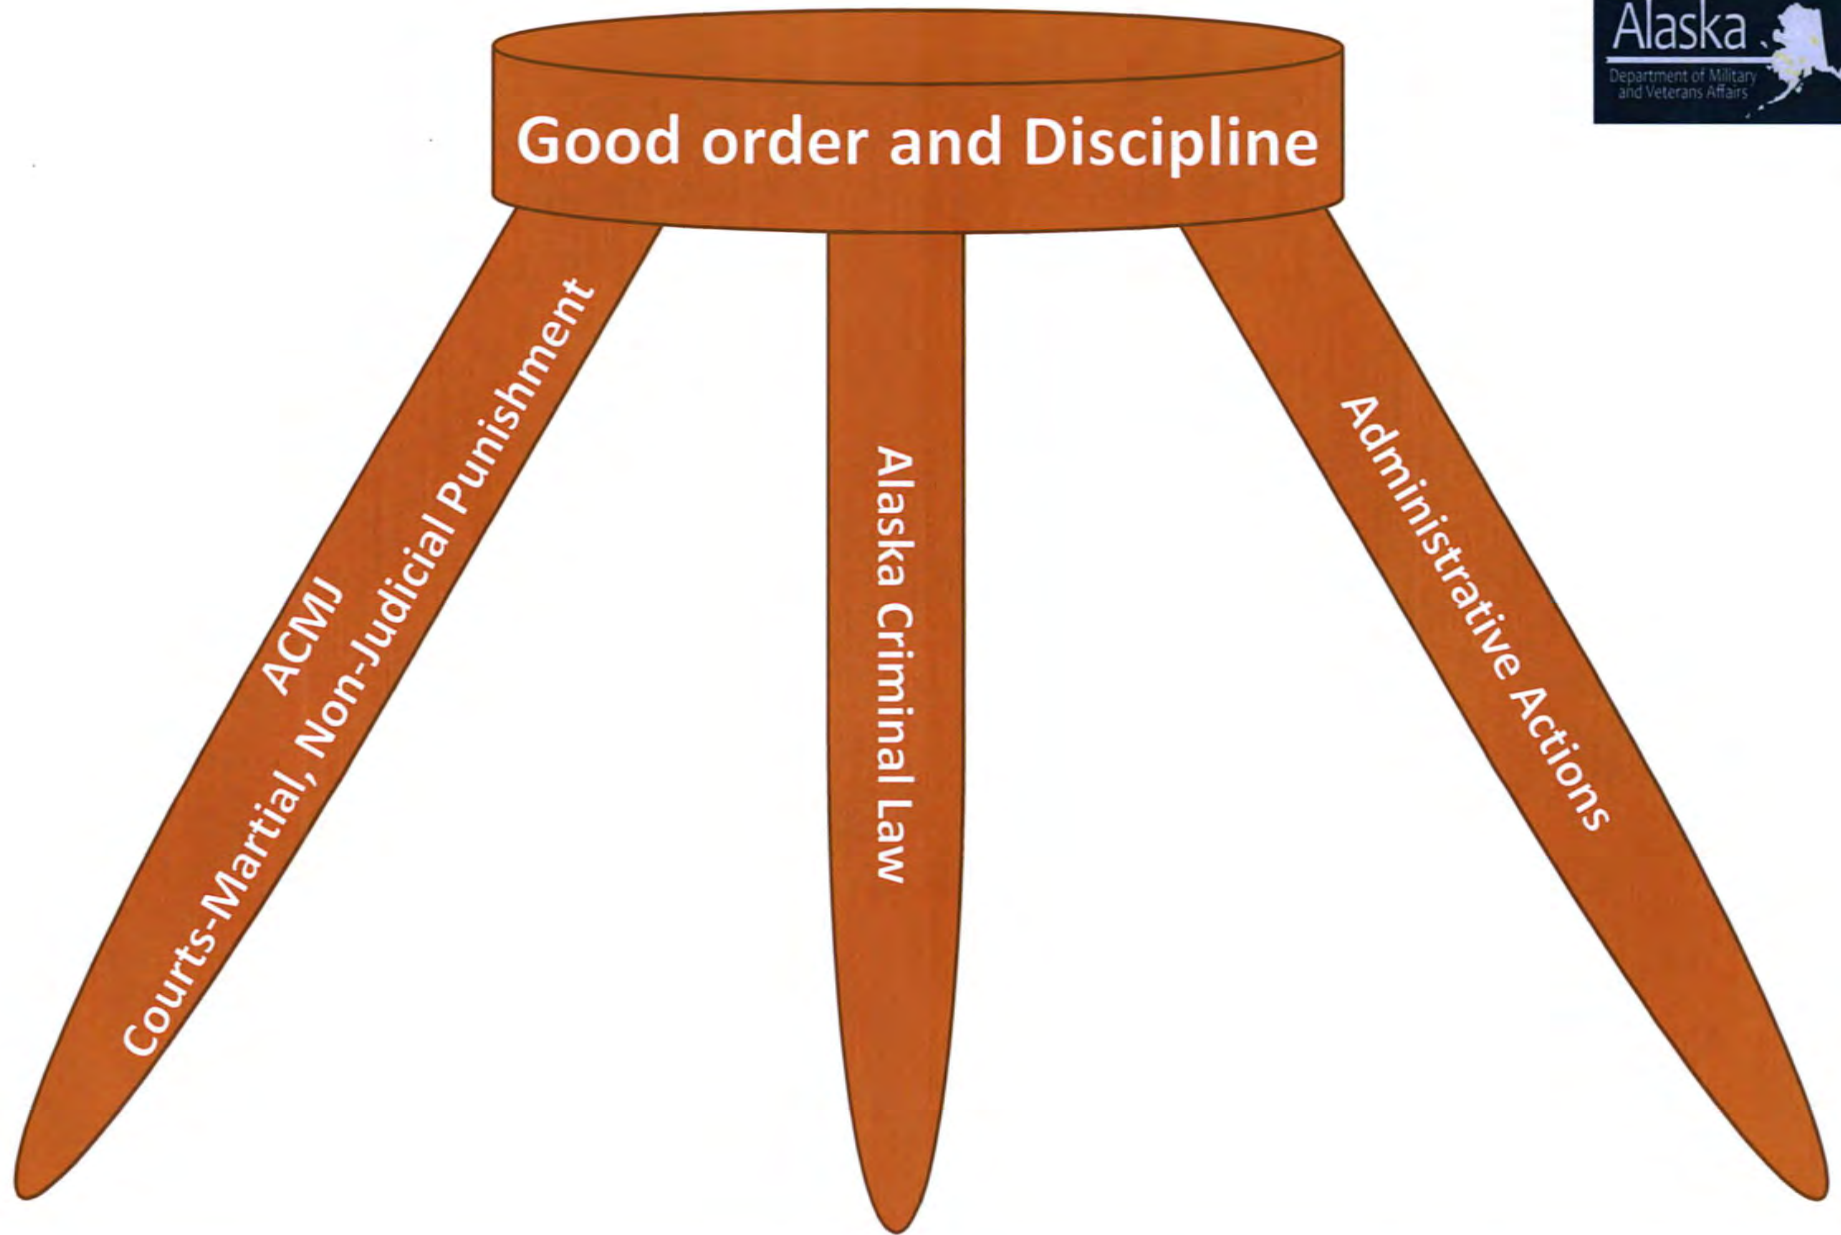 Alaska
Department of Military
and Veterans Affairs
Good order and Discipline
ACMJ
Courts-Martial, Non-Judicial Punishment
Alaska Criminal Law
Administrative Actions